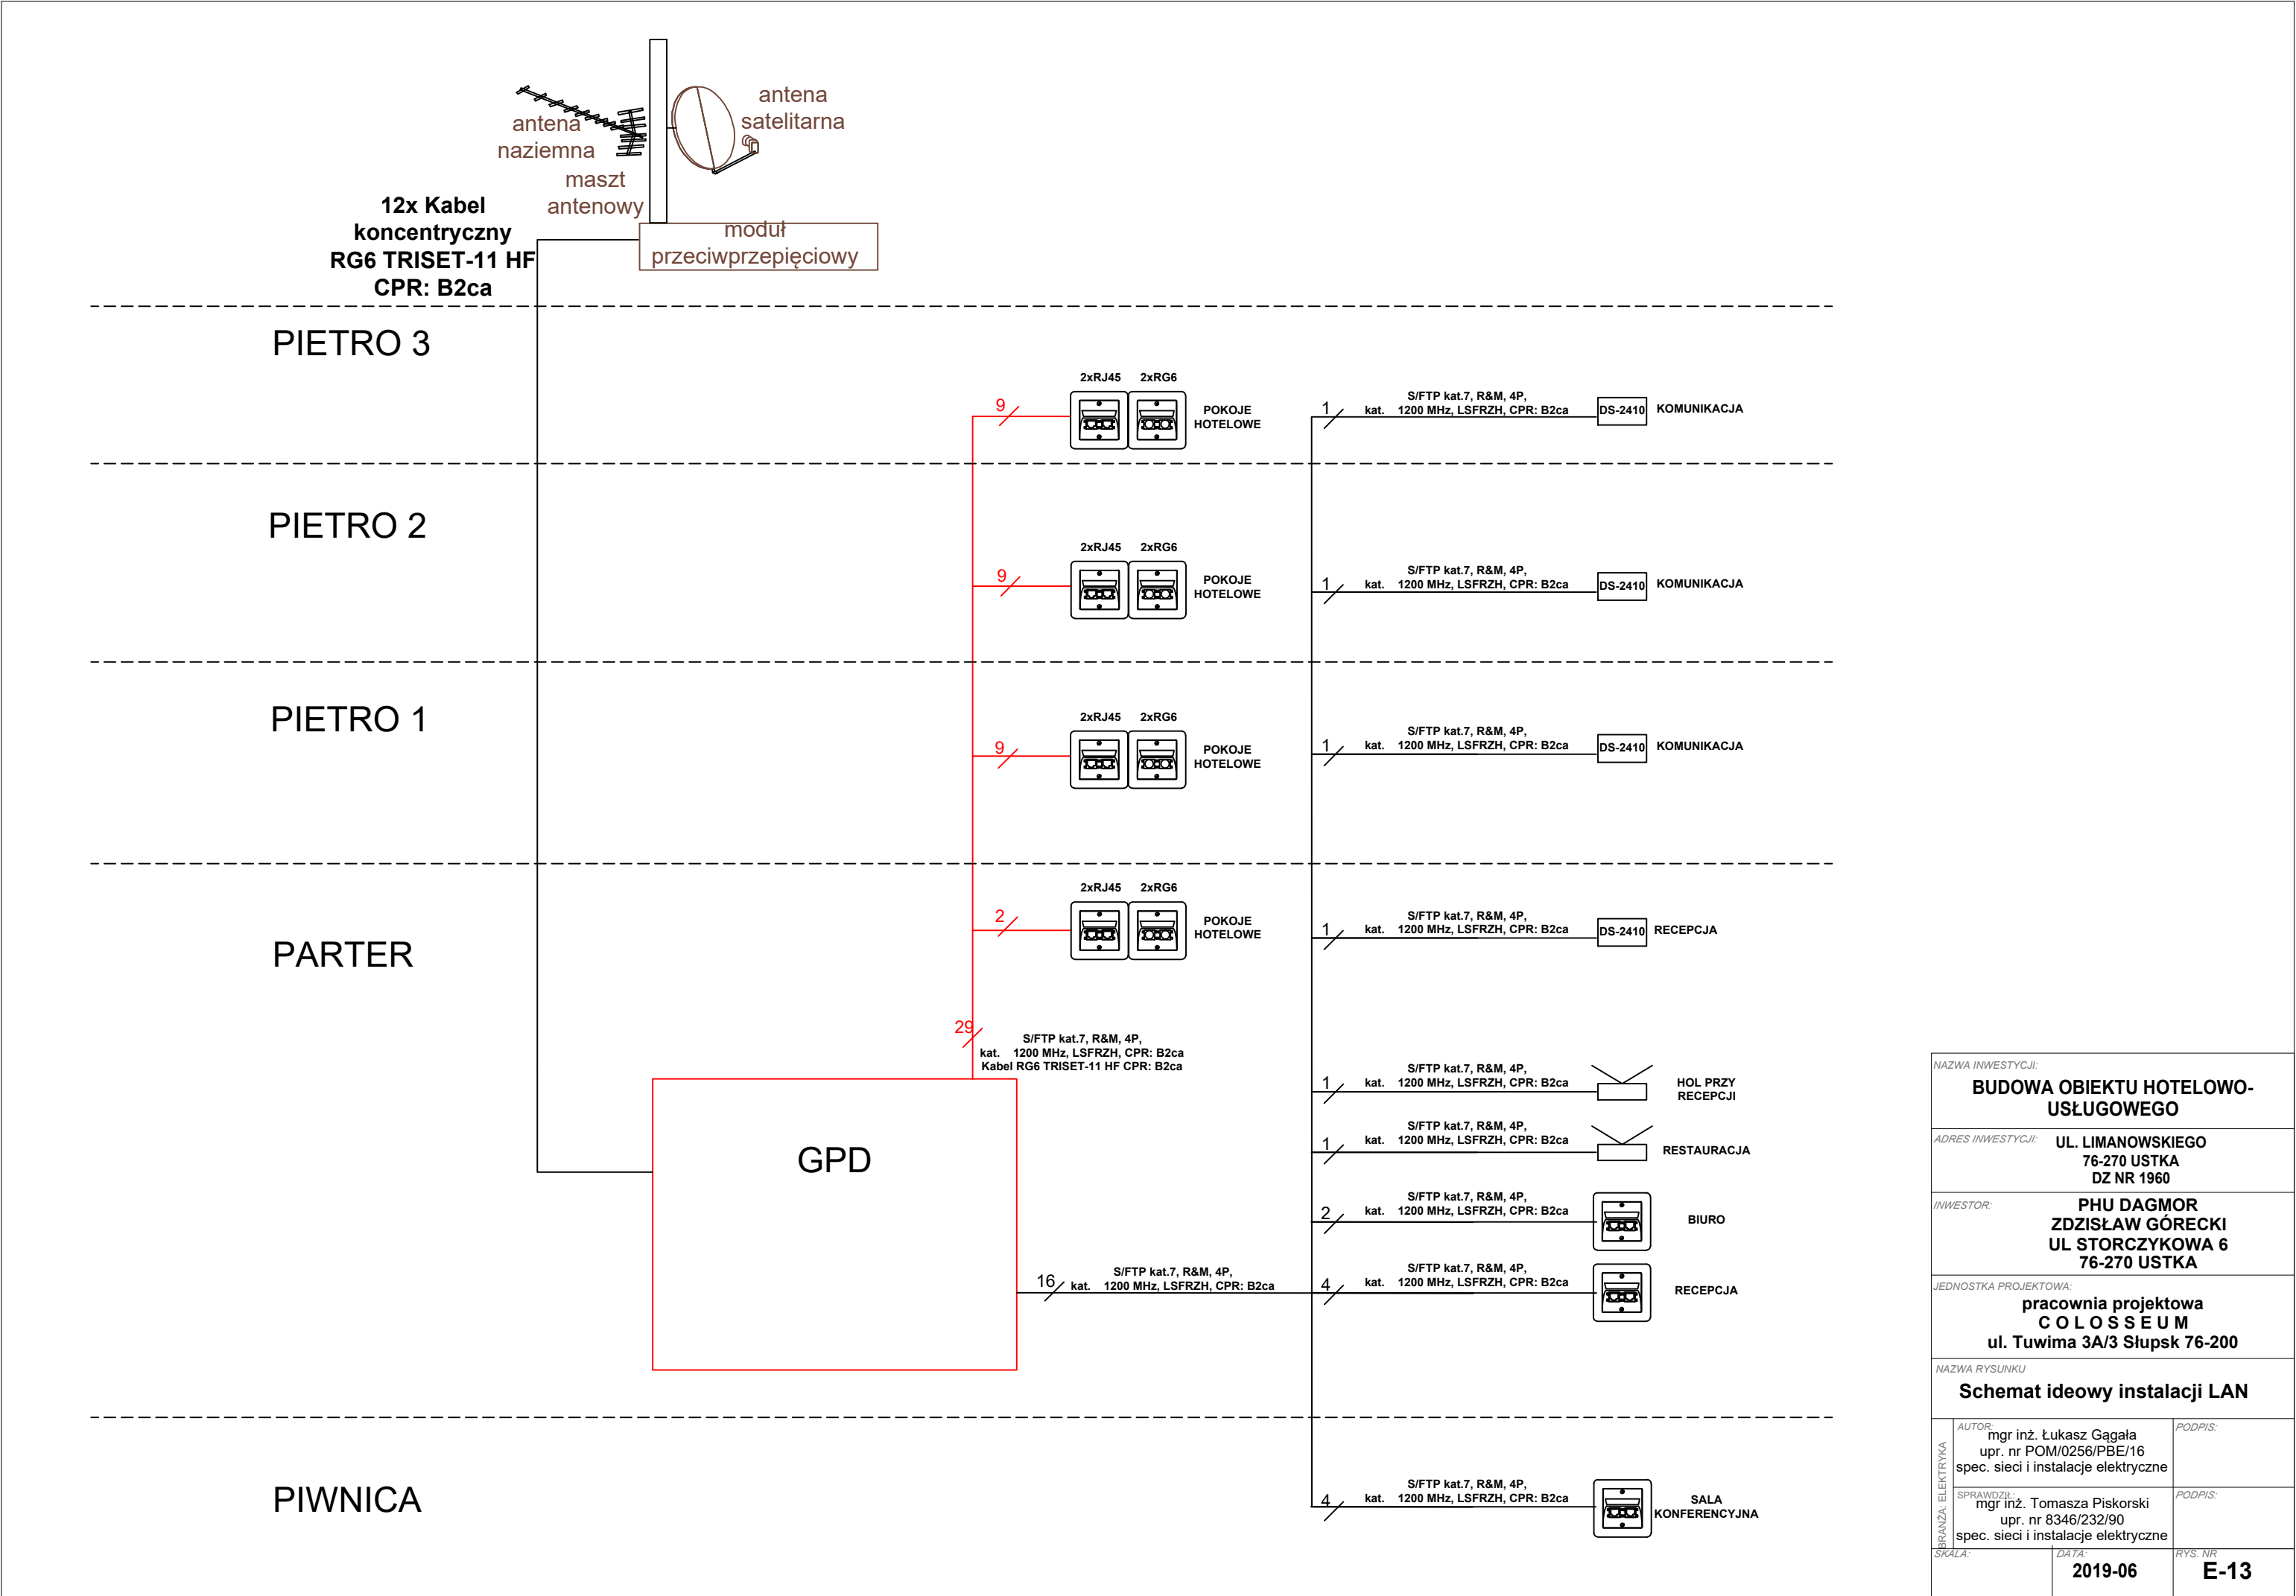 antena
satelitarna
antena
naziemna
maszt
antenowy
12x Kabel
koncentryczny
RG6 TRISET-11 HF
CPR: B2ca
moduł
przeciwprzepięciowy
PIETRO 3
9
2xRJ45 2xRG6
POKOJE
HOTELOWE
1
S/FTP kat.7, R&M, 4P,
kat. 1200 MHz, LSFRZH, CPR: B2ca
DS-2410 KOMUNIKACJA
PIETRO 2
9
2xRJ45 2xRG6
POKOJE
HOTELOWE
1
S/FTP kat.7, R&M, 4P,
kat. 1200 MHz, LSFRZH, CPR: B2ca
DS-2410 KOMUNIKACJA
PIETRO 1
9
2xRJ45 2xRG6
POKOJE
HOTELOWE
1
S/FTP kat.7, R&M, 4P,
kat. 1200 MHz, LSFRZH, CPR: B2ca
DS-2410 KOMUNIKACJA
PARTER
2
2xRJ45 2xRG6
POKOJE
HOTELOWE
1
S/FTP kat.7, R&M, 4P,
kat. 1200 MHz, LSFRZH, CPR: B2ca
DS-2410 RECEPCJA
29
S/FTP kat.7, R&M, 4P,
kat. 1200 MHz, LSFRZH, CPR: B2ca
Kabel RG6 TRISET-11 HF CPR: B2ca
GPD
1
S/FTP kat.7, R&M, 4P,
kat. 1200 MHz, LSFRZH, CPR: B2ca
HOL PRZY
RECEPCJI
1
S/FTP kat.7, R&M, 4P,
kat. 1200 MHz, LSFRZH, CPR: B2ca
RESTAURACJA
2
S/FTP kat.7, R&M, 4P,
kat. 1200 MHz, LSFRZH, CPR: B2ca
BIURO
16
S/FTP kat.7, R&M, 4P,
kat. 1200 MHz, LSFRZH, CPR: B2ca
4
S/FTP kat.7, R&M, 4P,
kat. 1200 MHz, LSFRZH, CPR: B2ca
RECEPCJA
PIWNICA
4
S/FTP kat.7, R&M, 4P,
kat. 1200 MHz, LSFRZH, CPR: B2ca
SALA
KONFERENCYJNA
NAZWA INWESTYCJI:
BUDOWA OBIEKTU HOTELOWO-
USŁUGOWEGO
ADRES INWESTYCJI: UL. LIMANOWSKIEGO
76-270 USTKA
DZ NR 1960
INWESTOR: PHU DAGMOR
ZDZISŁAW GÓRECKI
UL STORCZYKOWA 6
76-270 USTKA
JEDNOSTKA PROJEKTOWA:
pracownia projektowa
C O L O S S E U M
ul. Tuwima 3A/3 Słupsk 76-200
NAZWA RYSUNKU
Schemat ideowy instalacji LAN
BRANŻA: ELEKTRYKA
AUTOR: PODPIS:
mgr inż. Łukasz Gągała
upr. nr POM/0256/PBE/16
spec. sieci i instalacje elektryczne
SPRAWDZIŁ: PODPIS:
mgr inż. Tomasza Piskorski
upr. nr 8346/232/90
spec. sieci i instalacje elektryczne
SKALA: DATA: RYS. NR
2019-06 E-13